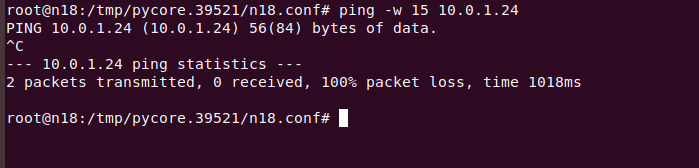 root@n18:/tmp/pycore.39521/n18.conf# ping -w 15 10.0.1.24
PING 10.0.1.24 (10.0.1.24) 56(84) bytes of data.
^C
--- 10.0.1.24 ping statistics ---
2 packets transmitted, 0 received, 100% packet loss, time 1018ms
root@n18:/tmp/pycore.39521/n18.conf#